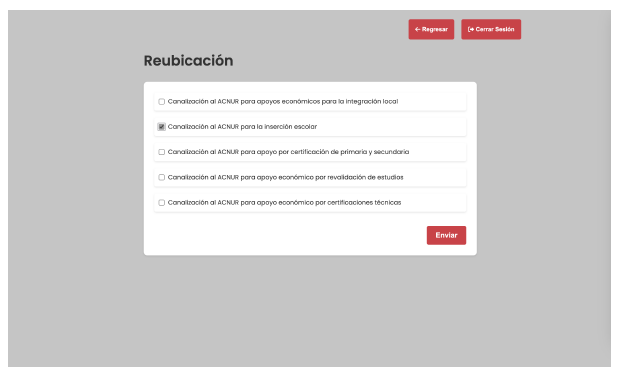 ← Regresar
Cerrar Sesión
Reubicación
Canalización al ACNUR para apoyos económicos para la integración local
Canalización al ACNUR para la inserción escolar
Canalización al ACNUR para apoyo por certificación de primaria y secundaria
Canalización al ACNUR para apoyo económico por revalidación de estudios
Canalización al ACNUR para apoyo económico por certificaciones técnicas
Enviar